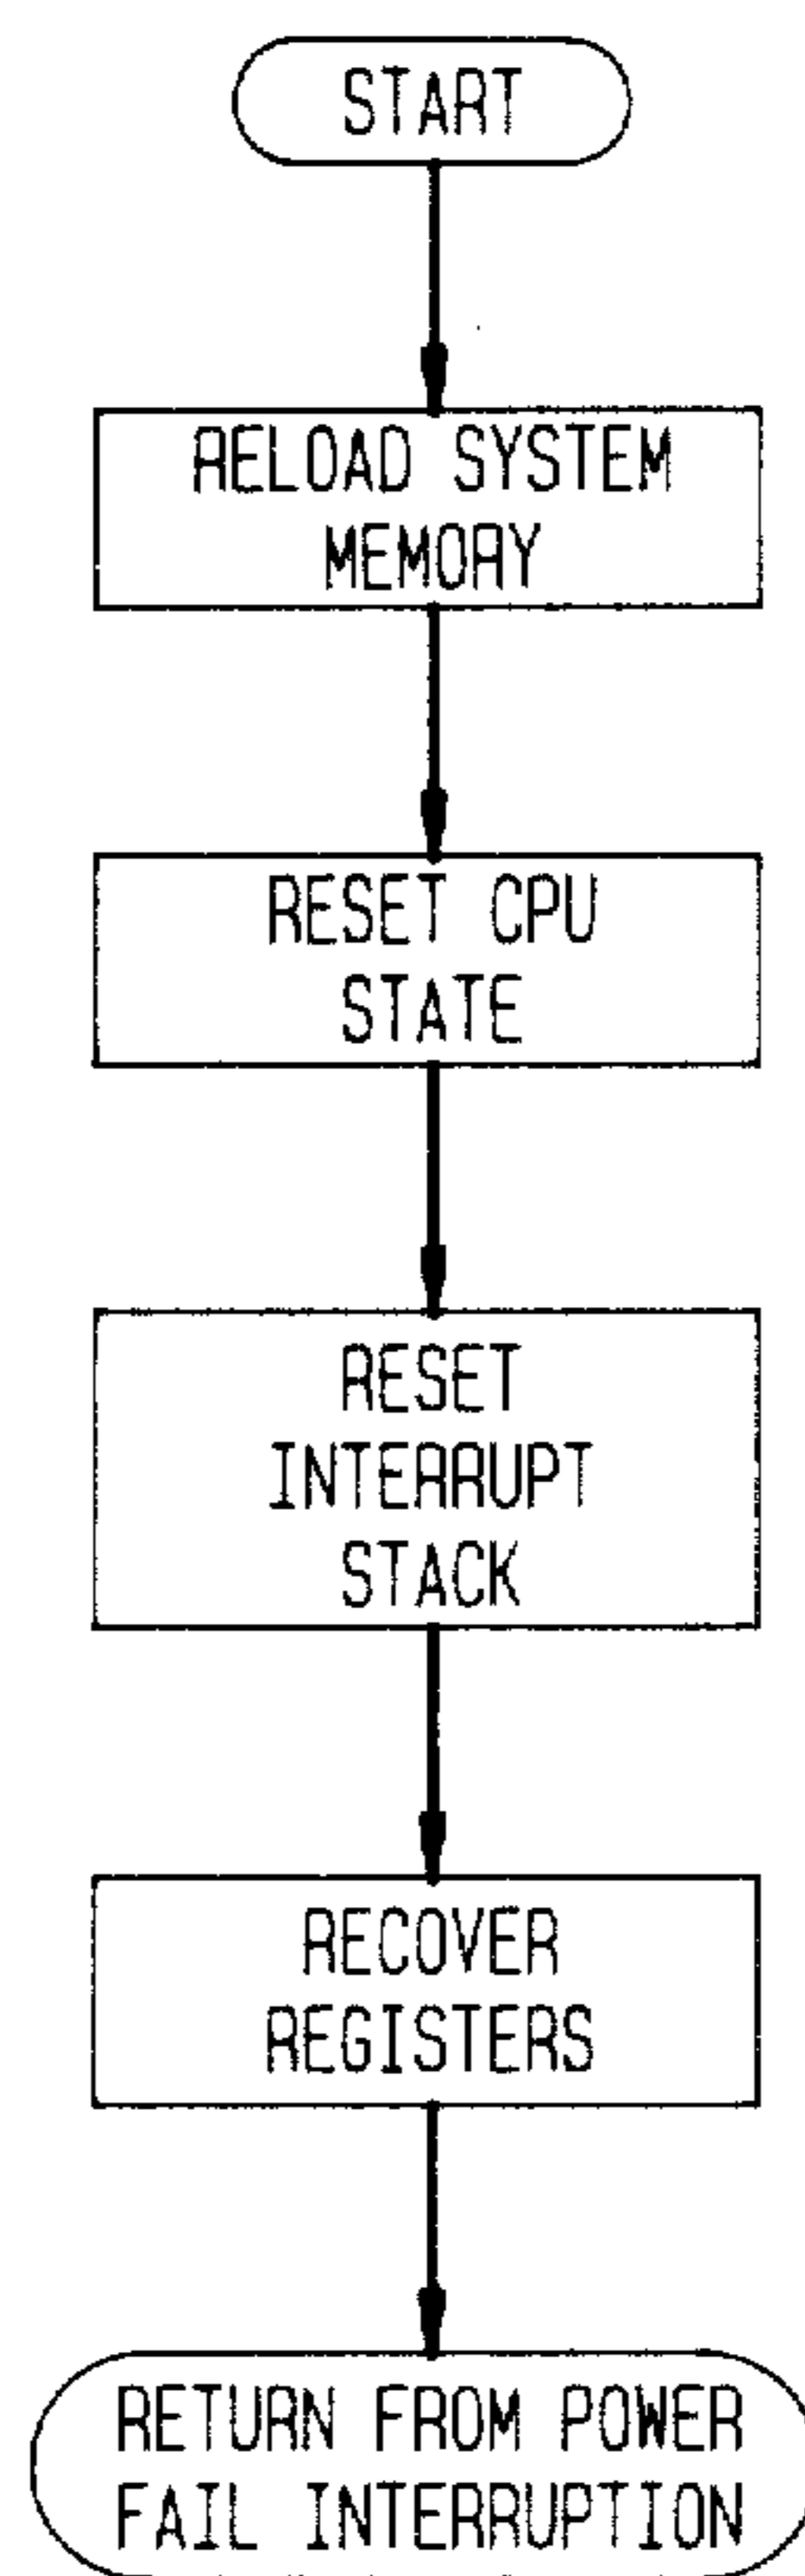 START
RELOAD SYSTEM
MEMORY
RESET CPU
STATE
RESET
INTERRUPT
STACK
RECOVER
REGISTERS
RETURN FROM POWER
FAIL INTERRUPTION